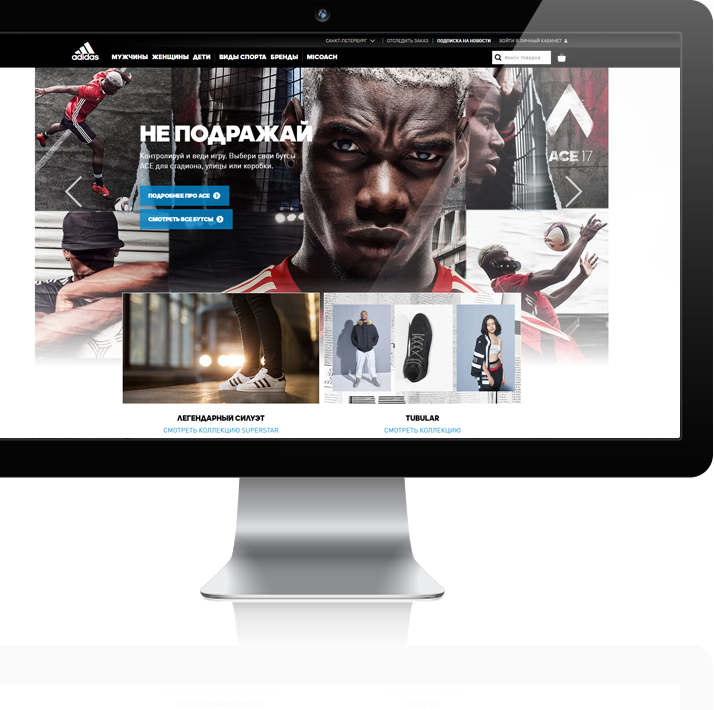 САНКТ-ПЕТЕРБУРГ
ОТСЛЕДИТЬ ЗАКАЗ
ПОДПИСКА НА НОВОСТИ
ВОЙТИ В ЛИЧНЫЙ КАБИНЕТ
adidas
МУЖЧИНЫ ЖЕНЩИНЫ ДЕТИ ВИДЫ СПОРТА БРЕНДЫ MICOACH
Поиск товаров
НЕ ПОДРАЖАЙ
Контролируй и веди игру. Выбери свои бутсы
ACE для стадиона, улицы или коробки.
ПОДРОБНЕЕ ПРО ACE
СМОТРЕТЬ ВСЕ БУТСЫ
ACE 17
ЛЕГЕНДАРНЫЙ СИЛУЭТ
СМОТРЕТЬ КОЛЛЕКЦИЮ SUPERSTAR
TUBULAR
СМОТРЕТЬ КОЛЛЕКЦИЮ